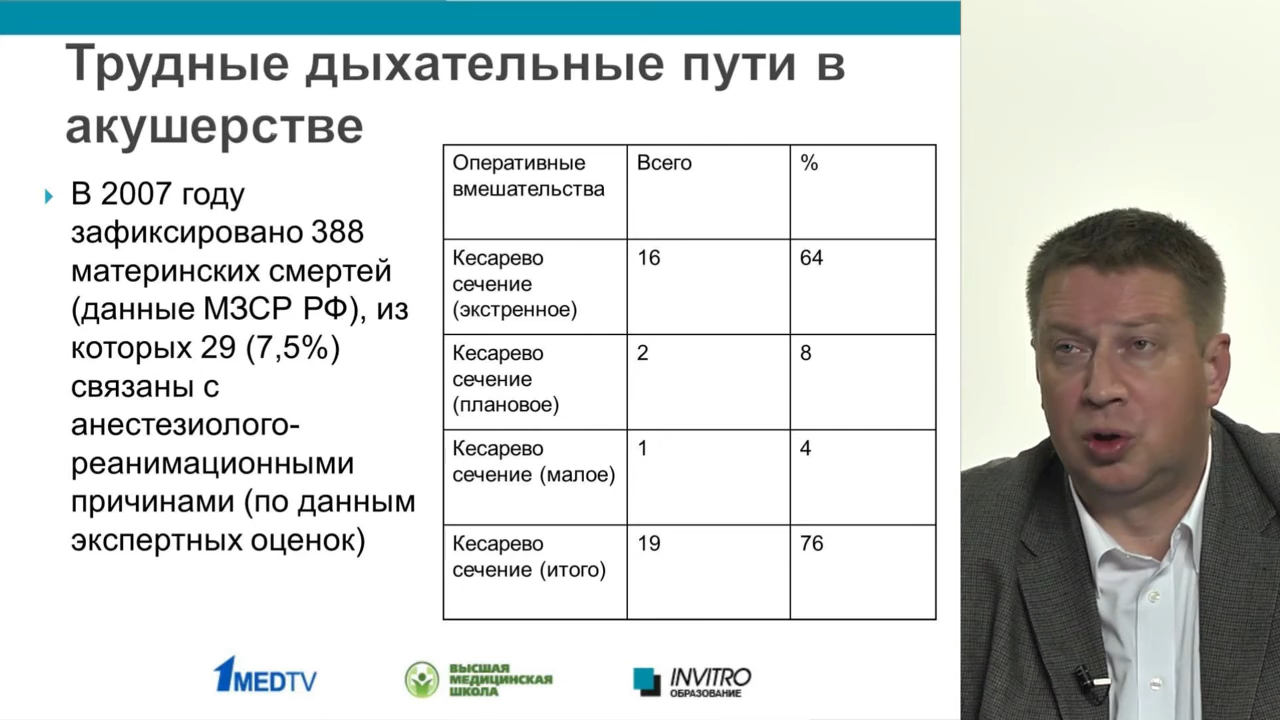 Трудные дыхательные пути в
акушерстве
В 2007 году
зафиксировано 388
материнских смертей
(данные МЗСР РФ), из
которых 29 (7,5%)
связаны с
анестезиолого-
реанимационными
причинами (по данным
экспертных оценок)
Оперативные
вмешательства
Всего
%
Кесарево
сечение
(экстренное)
16
64
Кесарево
сечение
(плановое)
2
8
Кесарево
сечение (малое)
1
4
Кесарево
сечение (итого)
19
76
1MEDTV
ВЫСШАЯ
МЕДИЦИНСКАЯ
ШКОЛА
INVITRO
ОБРАЗОВАНИЕ